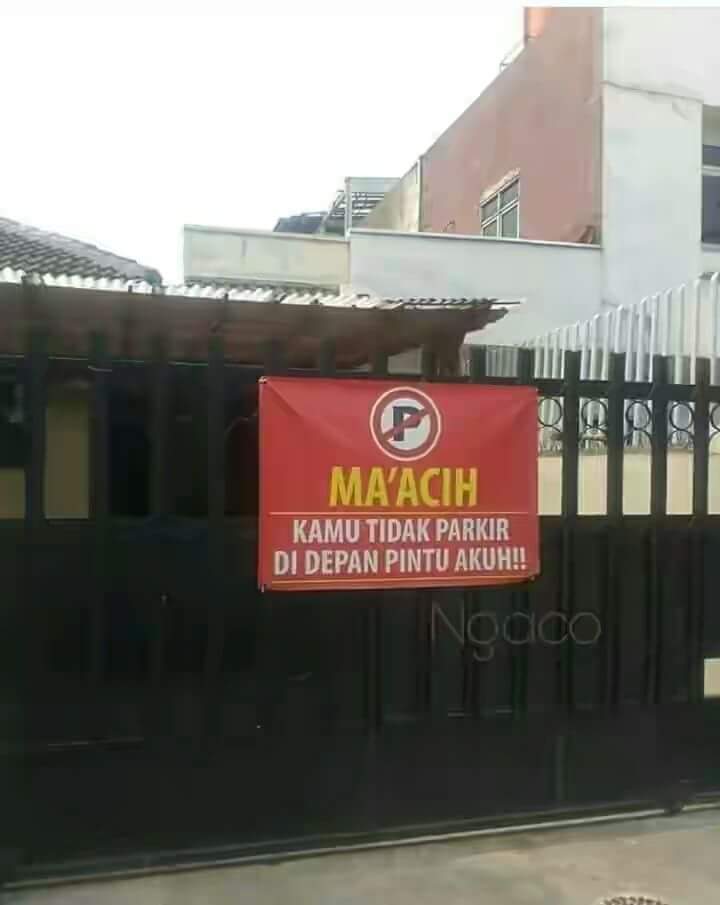 P
MA'ACIH
KAMU TIDAK PARKIR
DI DEPAN PINTU AKUH!!
Ngaco